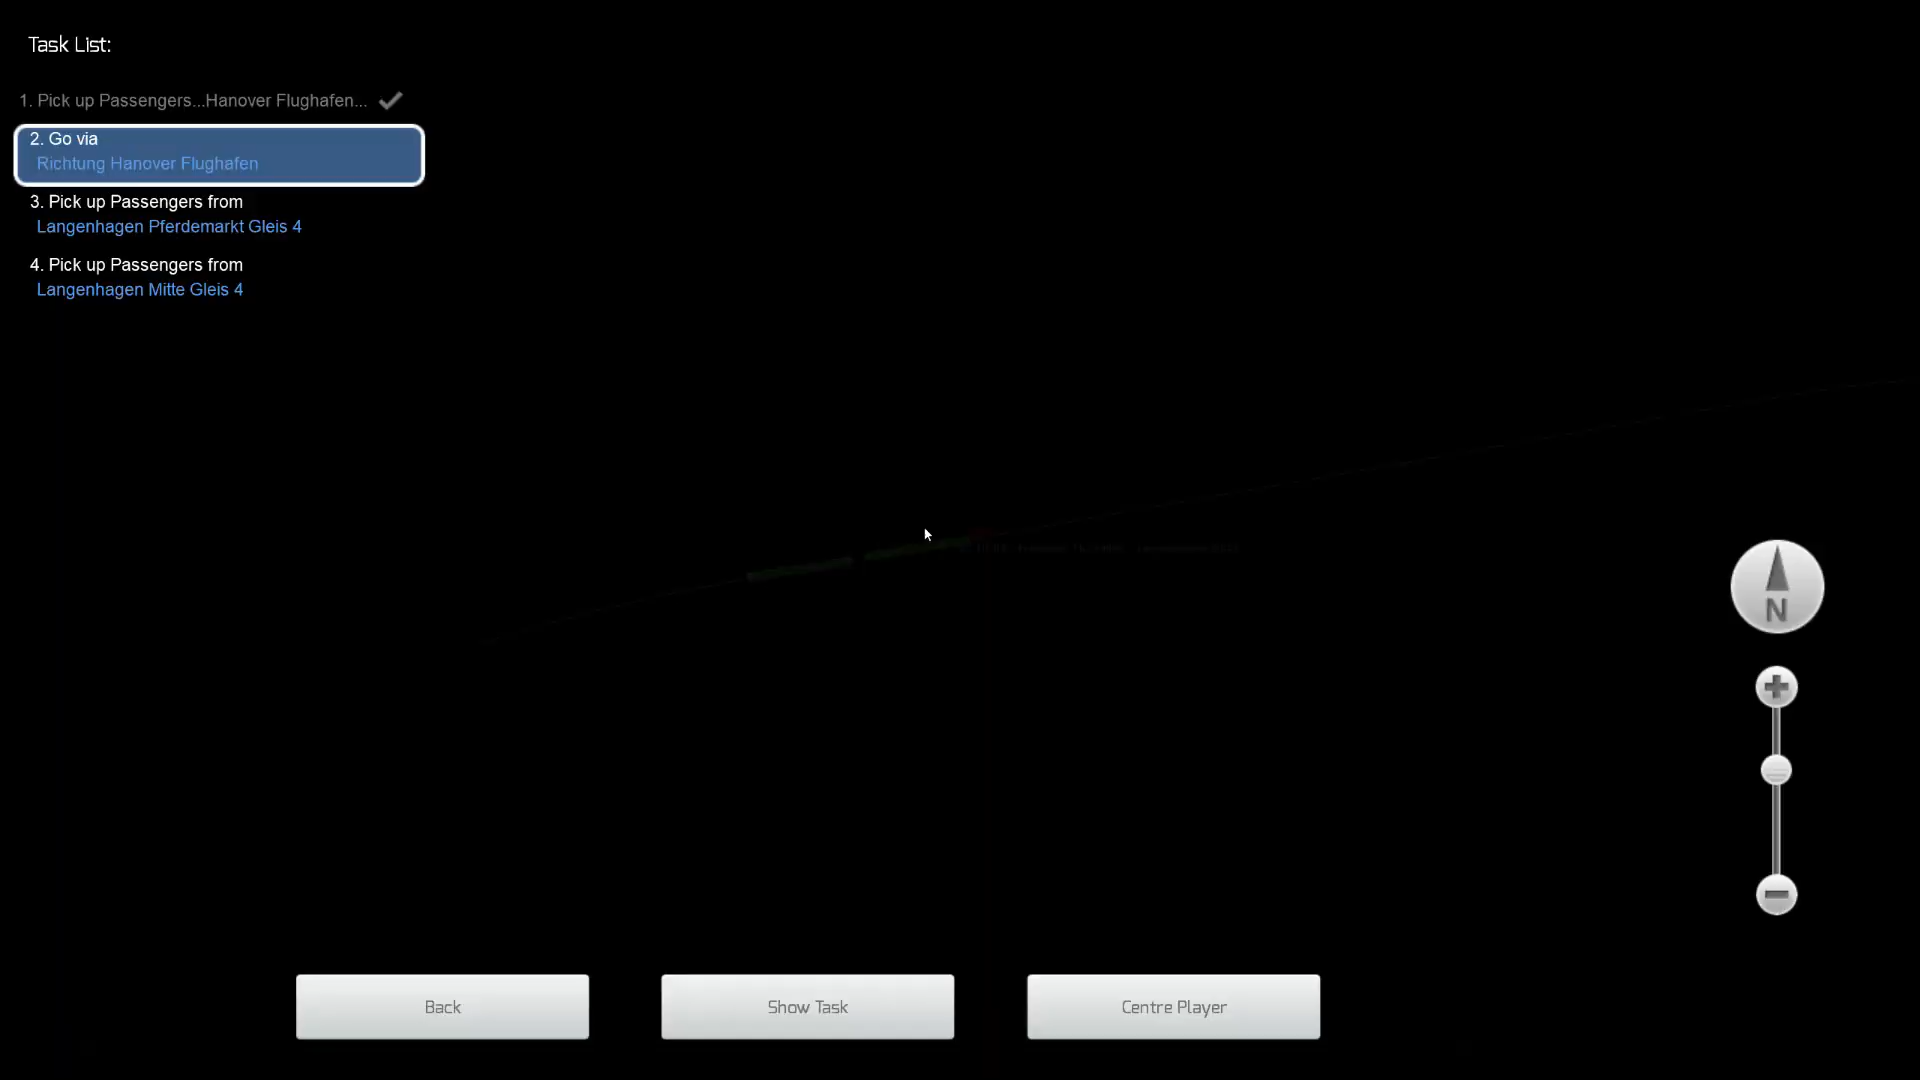 Task List:
1. Pick up Passengers...Hanover Flughafen...
2. Go via
Richtung Hanover Flughafen
3. Pick up Passengers from
Langenhagen Pferdemarkt Gleis 4
4. Pick up Passengers from
Langenhagen Mitte Gleis 4
N
Back
Show Task
Centre Player